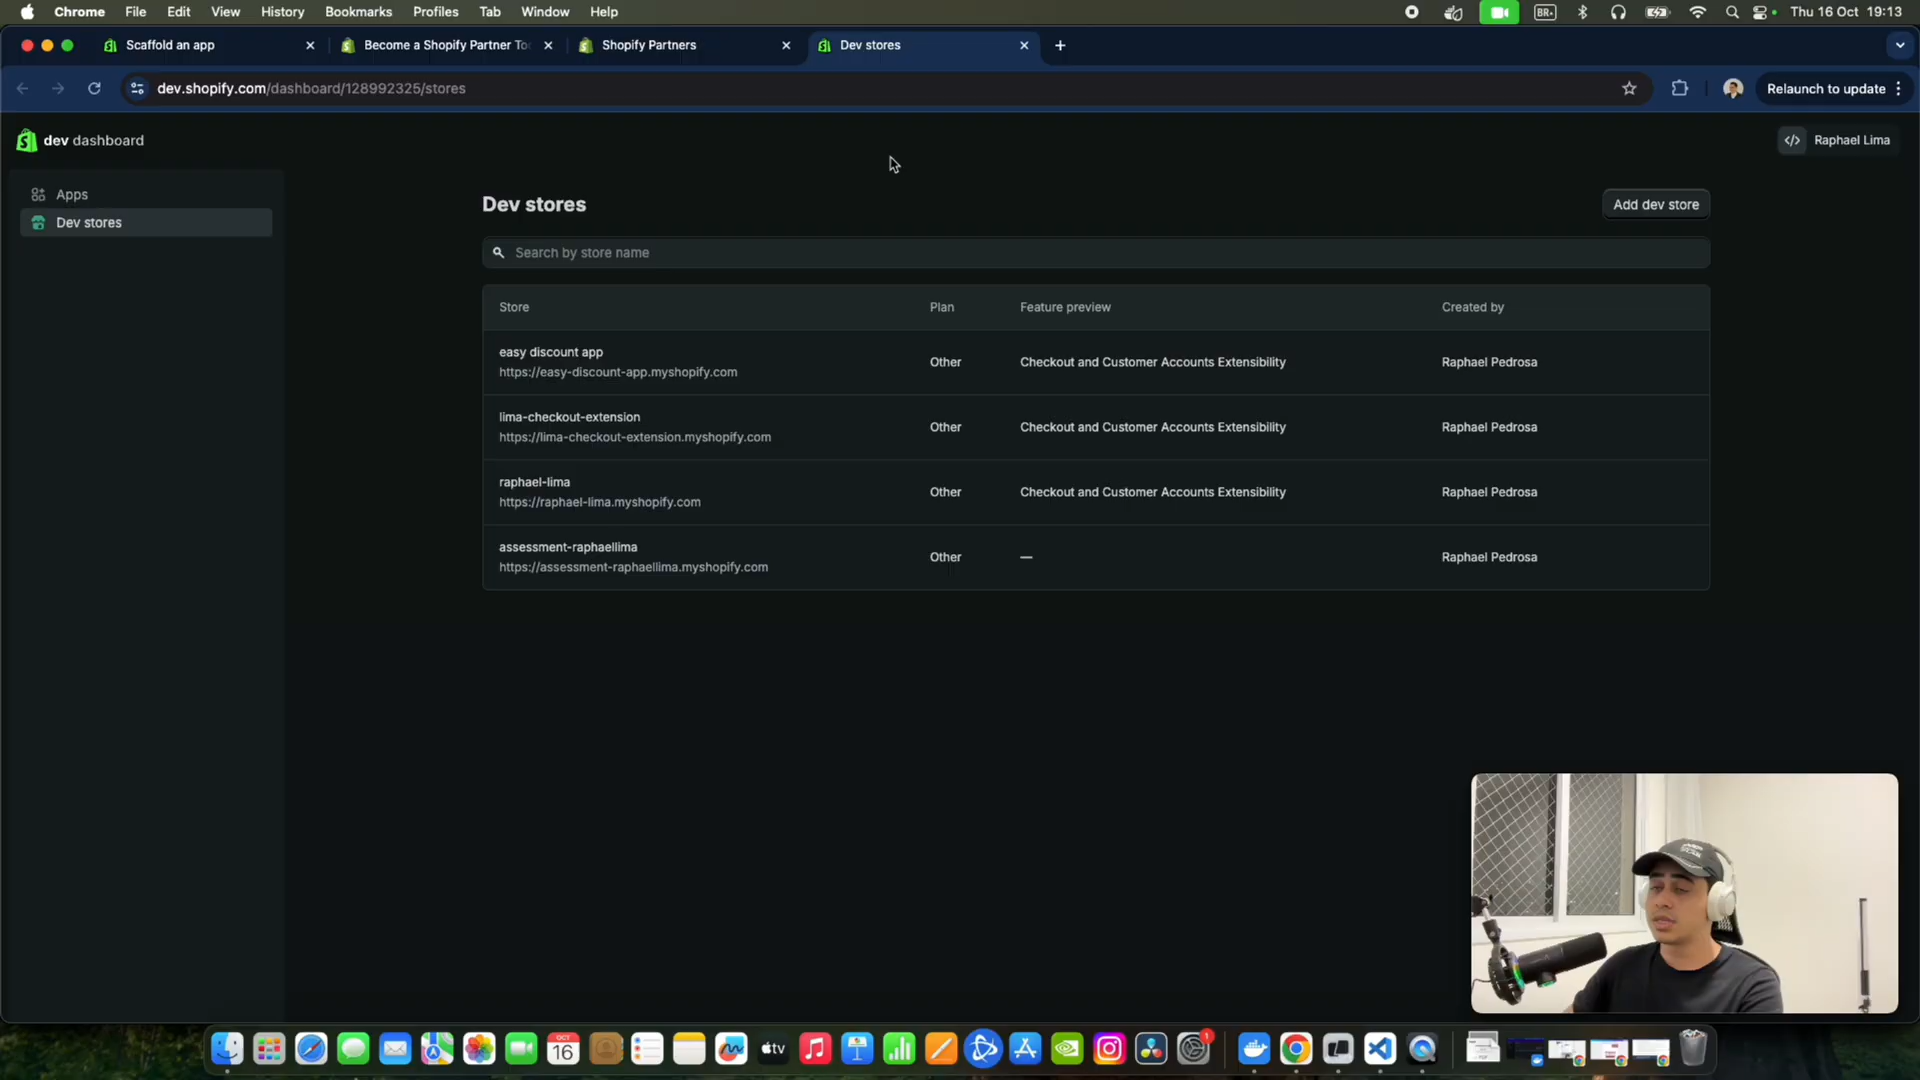 Chrome File Edit View History Bookmarks Profiles Tab Window Help
BR Thu 16 Oct 19:13
Scaffold an app
Become a Shopify Partner To
Shopify Partners
Dev stores
dev.shopify.com/dashboard/128992325/stores
Relaunch to update
dev dashboard
Raphael Lima
Apps
Dev stores
Dev stores
Add dev store
Search by store name
Store Plan Feature preview Created by
easy discount app
https://easy-discount-app.myshopify.com
Other Checkout and Customer Accounts Extensibility Raphael Pedrosa
lima-checkout-extension
https://lima-checkout-extension.myshopify.com
Other Checkout and Customer Accounts Extensibility Raphael Pedrosa
raphael-lima
https://raphael-lima.myshopify.com
Other Checkout and Customer Accounts Extensibility Raphael Pedrosa
assessment-raphaellima
https://assessment-raphaellima.myshopify.com
Other — Raphael Pedrosa
OCT
16
tv
1